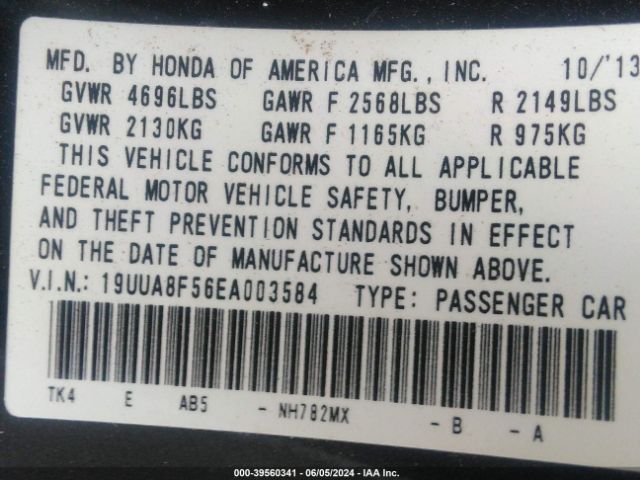 MFD. BY HONDA OF AMERICA MFG., INC. 10/'13
GVWR 4696LBS GAWR F 2568LBS R 2149LBS
GVWR 2130KG GAWR F 1165KG R 975KG
THIS VEHICLE CONFORMS TO ALL APPLICABLE
FEDERAL MOTOR VEHICLE SAFETY, BUMPER,
AND THEFT PREVENTION STANDARDS IN EFFECT
ON THE DATE OF MANUFACTURE SHOWN ABOVE.
V.I.N.: 19UUA8F56EA003584 TYPE: PASSENGER CAR
TK4 E AB5 - NH782MX - B - A
000-39560341 - 06/05/2024 - IAA Inc.